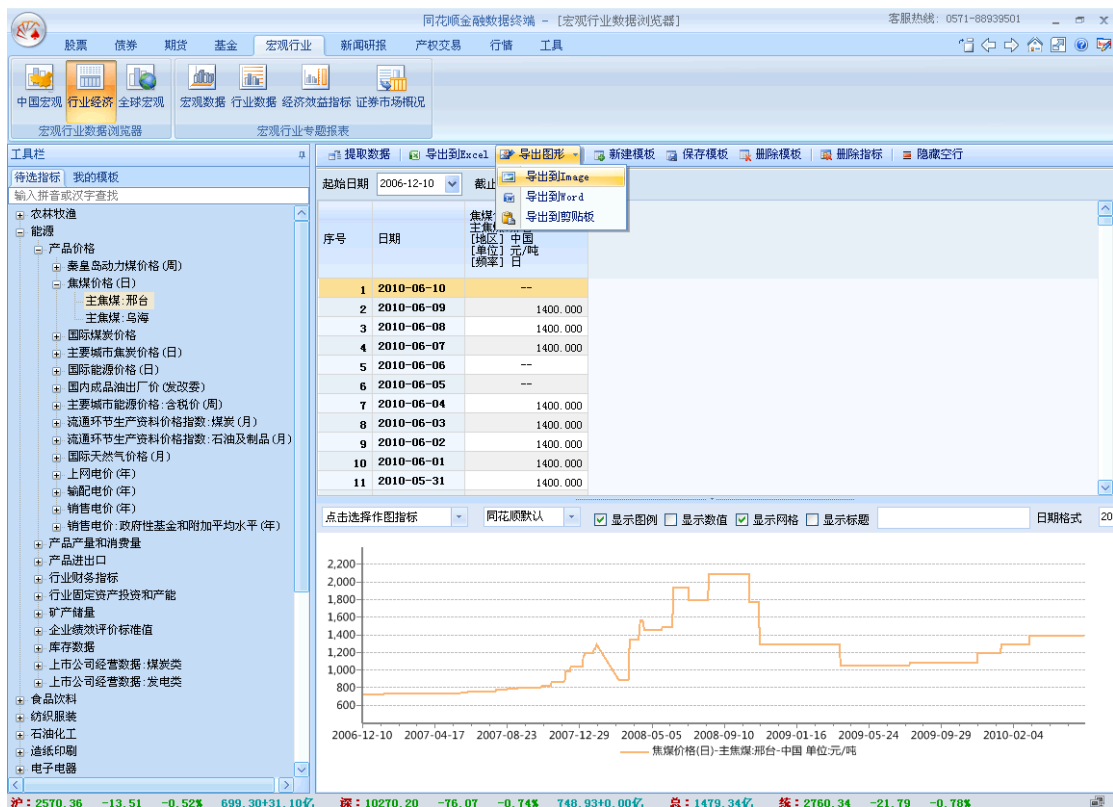 同花顺金融数据终端 - [宏观行业数据浏览器]
客服热线: 0571-88939501
股票 债券 期货 基金 宏观行业 新闻研报 产权交易 行情 工具
中国宏观 行业经济 全球宏观 宏观数据 行业数据 经济效益指标 证券市场概况
宏观行业数据浏览器 宏观行业专题报表
工具栏
提取数据 导出到Excel 导出图形 新建模板 保存模板 删除模板 删除指标 隐藏空行
待选指标 我的模板
输入拼音或汉字查找
起始日期 2006-12-10 截止
导出到Image
导出到Word
导出到剪贴板
农林牧渔
能源
产品价格
秦皇岛动力煤价格(周)
焦煤价格(日)
主焦煤:邢台
主焦煤:乌海
国际煤炭价格
主要城市焦炭价格(日)
国际能源价格(日)
国内成品油出厂价(发改委)
主要城市能源价格:含税价(周)
流通环节生产资料价格指数:煤炭(月)
流通环节生产资料价格指数:石油及制品(月)
国际天然气价格(月)
上网电价(年)
输配电价(年)
销售电价(年)
销售电价:政府性基金和附加平均水平(年)
产品产量和消费量
产品进出口
行业财务指标
行业固定资产投资和产能
矿产储量
企业绩效评价标准值
库存数据
上市公司经营数据:煤炭类
上市公司经营数据:发电类
食品饮料
纺织服装
石油化工
造纸印刷
电子电器
序号 日期
[地区] 中国
[单位] 元/吨
[频率] 日
1 2010-06-10 --
2 2010-06-09 1400.000
3 2010-06-08 1400.000
4 2010-06-07 1400.000
5 2010-06-06 --
6 2010-06-05 --
7 2010-06-04 1400.000
8 2010-06-03 1400.000
9 2010-06-02 1400.000
10 2010-06-01 1400.000
11 2010-05-31 1400.000
点击选择作图指标 同花顺默认 显示图例 显示数值 显示网格 显示标题 日期格式 20
2,200
2,000
1,800
1,600
1,400
1,200
1,000
800
600
2006-12-10 2007-04-17 2007-08-23 2007-12-29 2008-05-05 2008-09-10 2009-01-16 2009-05-24 2009-09-29 2010-02-04
焦煤价格(日)-主焦煤:邢台-中国 单位:元/吨
沪:2570.36 -13.51 -0.52% 699.30+31.10亿 深:10270.20 -76.07 -0.74% 748.93+0.00亿 总:1479.34亿 综:2760.34 -21.79 -0.78%